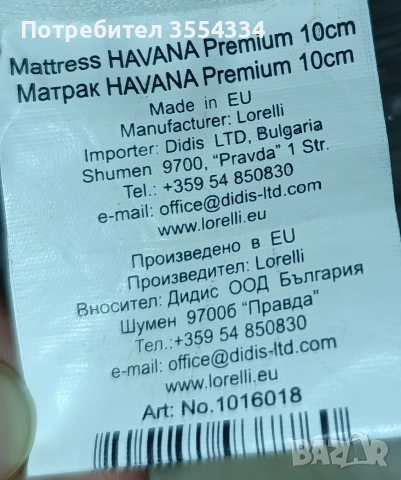 Потребител 3554334
Mattress HAVANA Premium 10cm
Матрак HAVANA Premium 10cm
Made in EU
Manufacturer: Lorelli
Importer: Didis LTD, Bulgaria
Shumen 9700, "Pravda" 1 Str.
Tel.: +359 54 850830
e-mail: office@didis-ltd.com
www.lorelli.eu
Произведено в EU
Производител: Lorelli
Вносител: Дидис ООД България
Шумен 9700б "Правда"
Тел.:+359 54 850830
e-mail: office@didis-ltd.com
www.lorelli.eu
Art: No.1016018
BAZAR